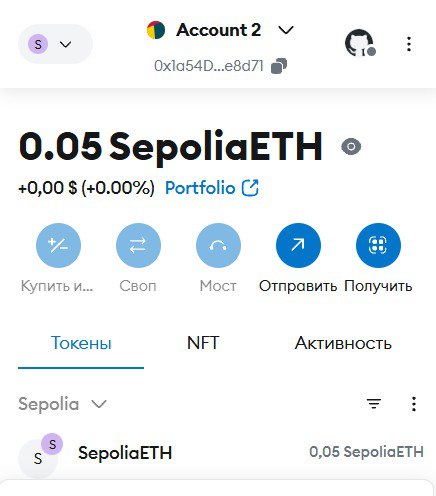 S
Account 2
0x1a54D...e8d71
0.05 SepoliaETH
+0,00 $ (+0.00%) Portfolio
Купить и... Своп Мост Отправить Получить
Токены NFT Активность
Sepolia
S
S SepoliaETH 0,05 SepoliaETH